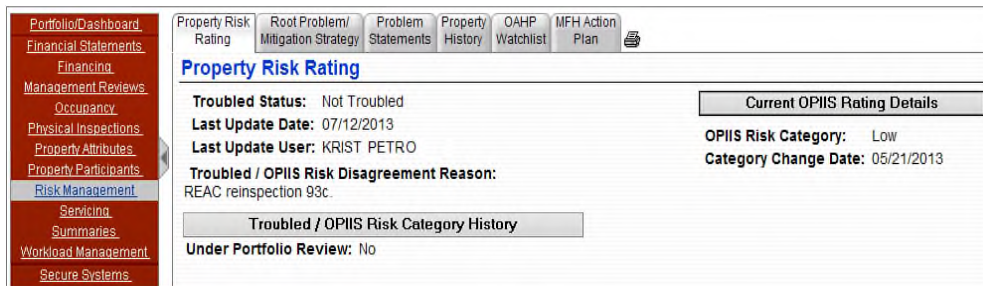 Portfolio/Dashboard
Financial Statements
Financing
Management Reviews
Occupancy
Physical Inspections
Property Attributes
Property Participants
Risk Management
Servicing
Summaries
Workload Management
Secure Systems
Property Risk Rating
Root Problem/ Mitigation Strategy
Problem Statements
Property History
OAHP Watchlist
MFH Action Plan
Property Risk Rating
Troubled Status: Not Troubled
Last Update Date: 07/12/2013
Last Update User: KRIST PETRO
Troubled / OPIIS Risk Disagreement Reason:
REAC reinspection 93c.
Troubled / OPIIS Risk Category History
Under Portfolio Review: No
Current OPIIS Rating Details
OPIIS Risk Category: Low
Category Change Date: 05/21/2013